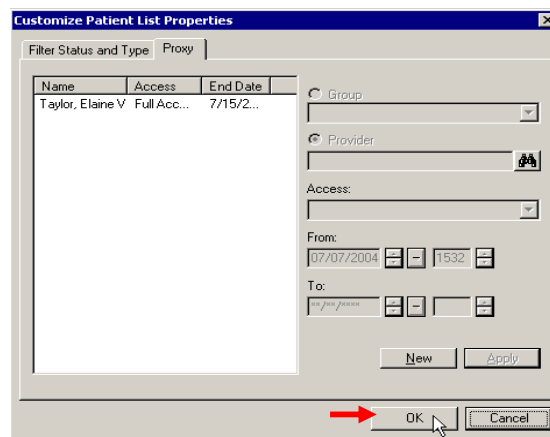 Customize Patient List Properties
Filter Status and Type Proxy
Name Access End Date
Taylor, Elaine V Full Acc... 7/15/2...
Group
Provider
Access:
From:
07/07/2004 1532
To:
**/**/****
New Apply
OK Cancel